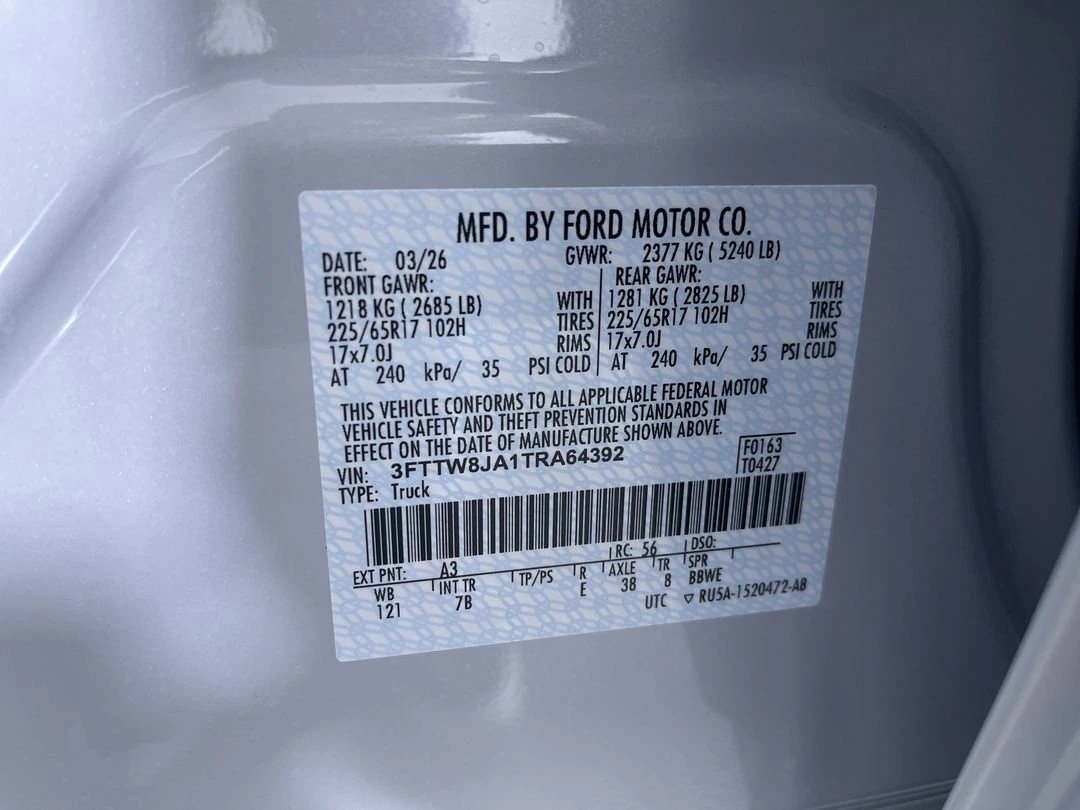 MFD. BY FORD MOTOR CO.
DATE: 03/26 GVWR: 2377 KG ( 5240 LB)
FRONT GAWR: REAR GAWR:
1218 KG ( 2685 LB) WITH 1281 KG ( 2825 LB) WITH
225/65R17 102H TIRES 225/65R17 102H TIRES
17x7.0J RIMS 17x7.0J RIMS
AT 240 kPa/ 35 PSI COLD AT 240 kPa/ 35 PSI COLD
THIS VEHICLE CONFORMS TO ALL APPLICABLE FEDERAL MOTOR
VEHICLE SAFETY AND THEFT PREVENTION STANDARDS IN
EFFECT ON THE DATE OF MANUFACTURE SHOWN ABOVE.
VIN: 3FTTW8JA1TRA64392 F0163
TYPE: Truck T0427
EXT PNT: A3 RC: 56 DSO:
WB INT TR TP/PS R AXLE TR SPR
121 7B E 38 8 BBWE
UTC ▽ RU5A-1520472-AB